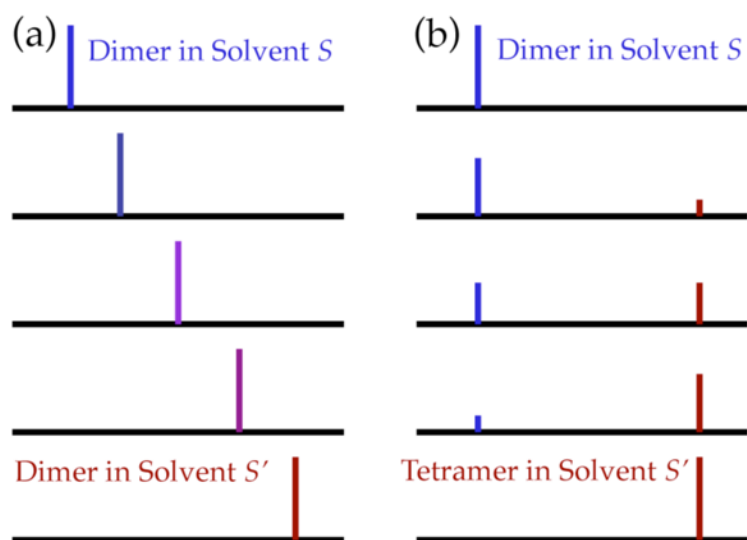 (a)
Dimer in Solvent S
(b)
Dimer in Solvent S
Dimer in Solvent S’
Tetramer in Solvent S’